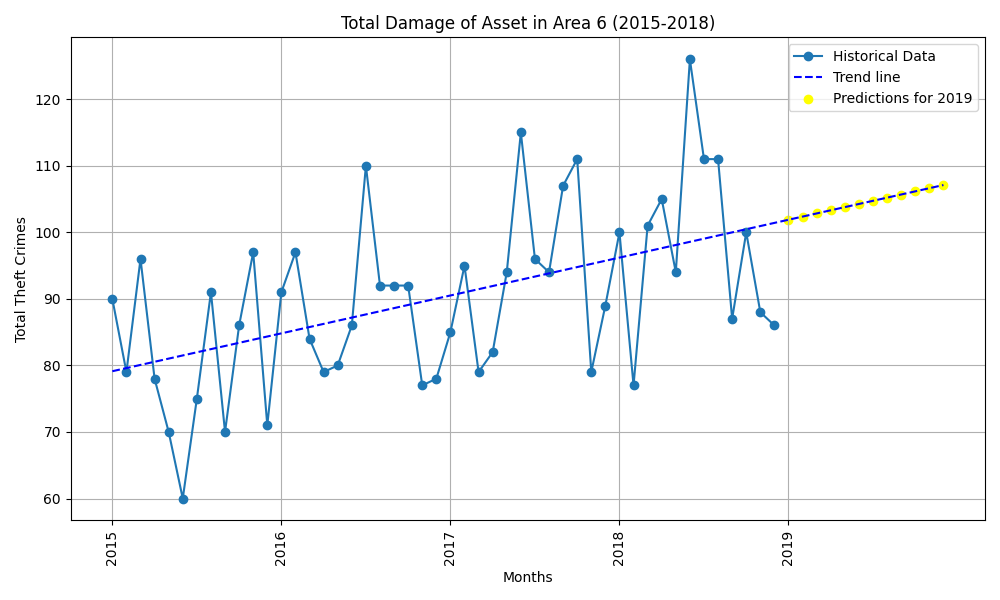 Total Damage of Asset in Area 6 (2015-2018)
Historical Data
Trend line
Predictions for 2019
Total Theft Crimes
120
110
100
90
80
70
60
2015
2016
2017
2018
2019
Months